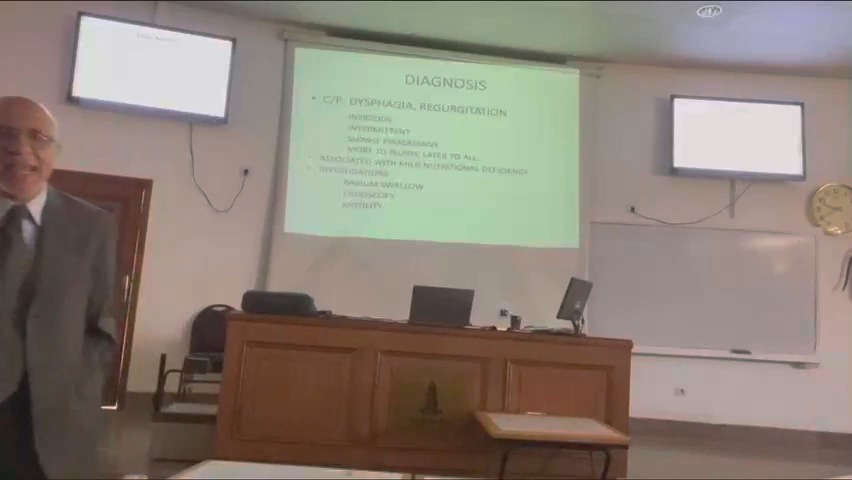 DIAGNOSIS
• C/P: DYSPHAGIA, REGURGITATION
INSIDIOUS
INTERMITTENT
SLOWLY PROGRESSIVE
MORE TO FLUIDS LATER TO ALL.
• ASSOCIATED WITH MILD NUTRITIONAL DEFICIENCY
• INVESTIGATIONS
BARIUM SWALLOW
ENDOSCOPY
MOTILITY